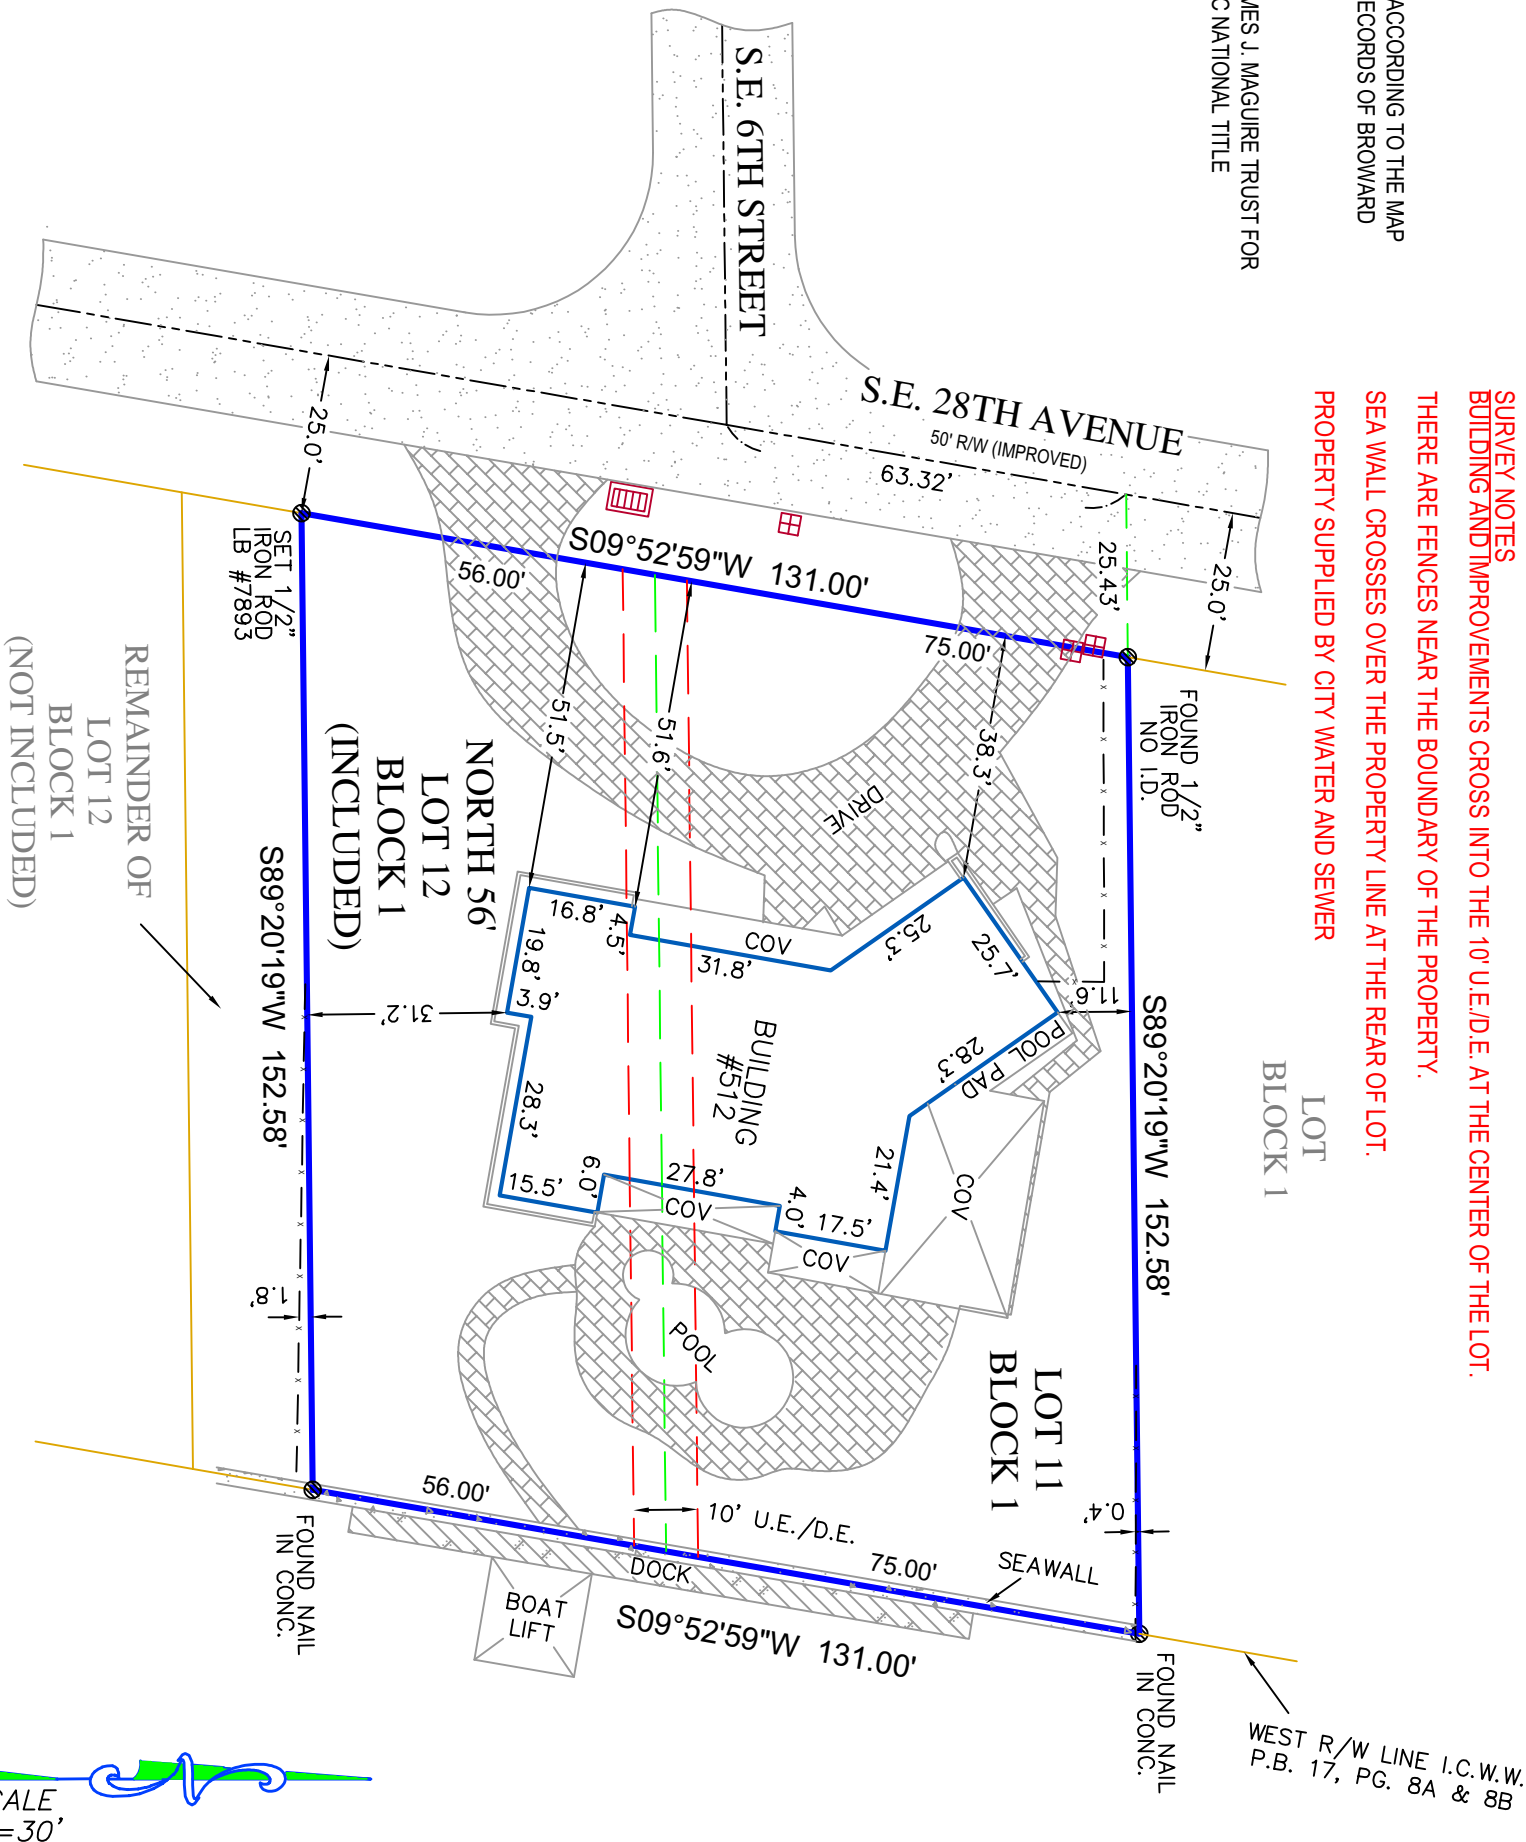 ACCORDING TO THE MAP
ECORDS OF BROWARD
MES J. MAGUIRE TRUST FOR
C NATIONAL TITLE
SURVEY NOTES
BUILDING AND IMPROVEMENTS CROSS INTO THE 10' U.E./D.E. AT THE CENTER OF THE LOT.
THERE ARE FENCES NEAR THE BOUNDARY OF THE PROPERTY.
SEA WALL CROSSES OVER THE PROPERTY LINE AT THE REAR OF LOT.
PROPERTY SUPPLIED BY CITY WATER AND SEWER
S.E. 6TH STREET
S.E. 28TH AVENUE
50' R/W (IMPROVED)
63.32'
25.0'
25.43'
25.0'
S09°52'59"W 131.00'
56.00'
75.00'
SET 1/2"
IRON ROD
LB #7893
FOUND 1/2"
IRON ROD
NO I.D.
51.5'
51.6'
38.3'
DRIVE
NORTH 56'
LOT 12
BLOCK 1
(INCLUDED)
REMAINDER OF
LOT 12
BLOCK 1
(NOT INCLUDED)
LOT
BLOCK 1
S89°20'19"W 152.58'
S89°20'19"W 152.58'
16.8'
4.5'
COV
31.8'
25.3'
25.7'
11.6'
19.8'
3.9'
31.2'
BUILDING
#512
POOL PAD
28.3'
28.3'
21.4'
COV
15.5'
6.0'
27.8'
COV
4.0'
17.5'
COV
1.8'
POOL
LOT 11
BLOCK 1
0.4'
56.00'
10' U.E./D.E.
75.00'
SEAWALL
DOCK
BOAT
LIFT
S09°52'59"W 131.00'
FOUND NAIL
IN CONC.
FOUND NAIL
IN CONC.
WEST R/W LINE I.C.W.W.
P.B. 17, PG. 8A & 8B
N
CALE
=30'